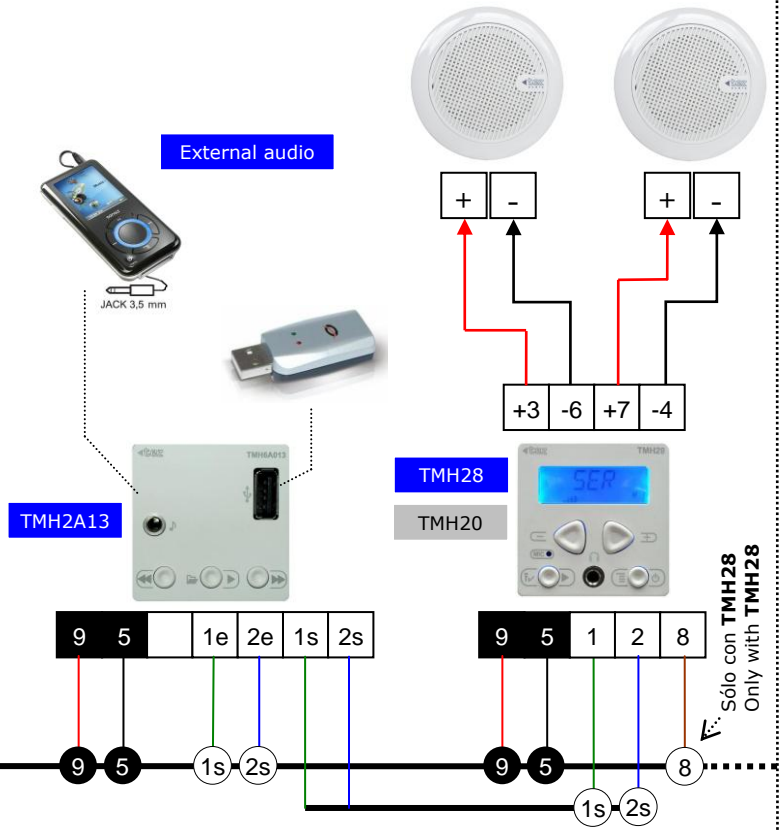 External audio
JACK 3,5 mm
+ - + -
+3 -6 +7 -4
TMH6A013
TMH28
SER
TMH28
TMH20
MIC
TMH2A13
9 5 1e 2e 1s 2s
9 5 1 2 8
Sólo con TMH28
Only with TMH28
9 5 1s 2s
9 5 8
1s 2s